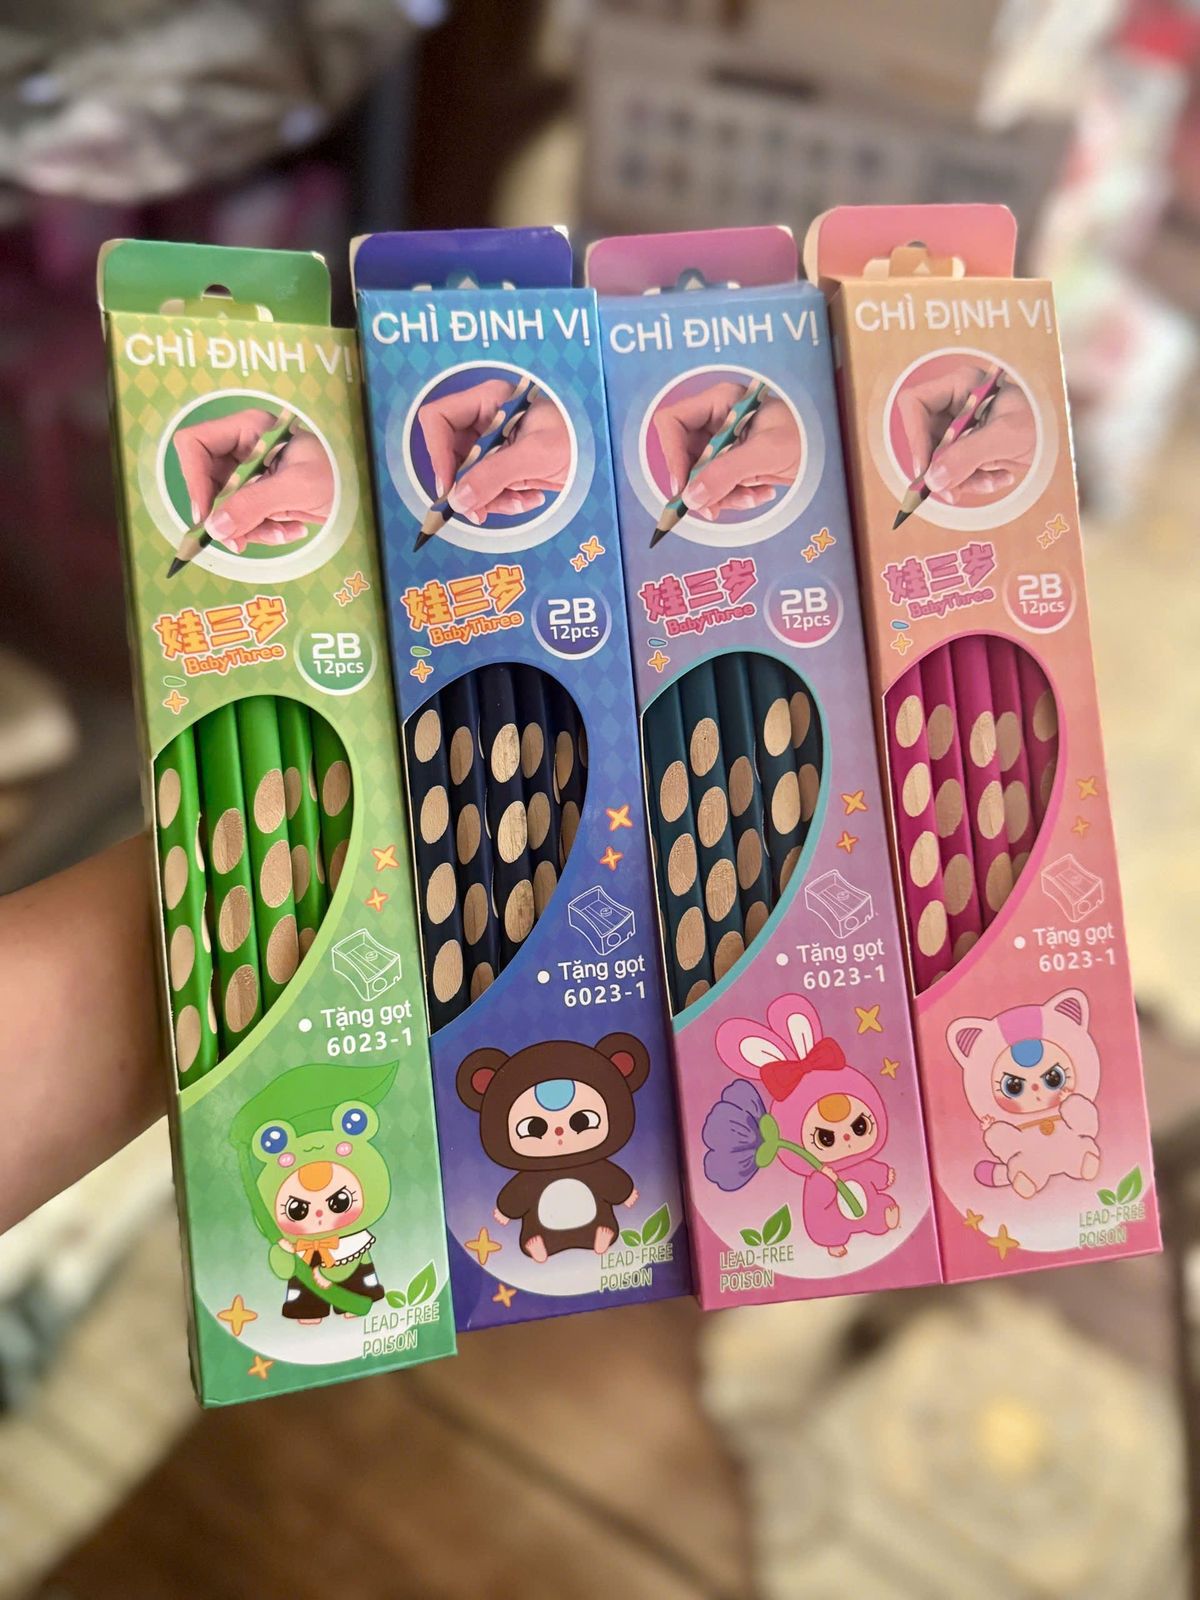 CHÌ ĐỊNH VỊ
娃三岁
BabyThree
2B
12pcs
Tặng gọt
6023-1
LEAD-FREE
POISON
CHÌ ĐỊNH VỊ
娃三岁
BabyThree
2B
12pcs
Tặng gọt
6023-1
LEAD-FREE
POISON
CHÌ ĐỊNH VỊ
娃三岁
BabyThree
2B
12pcs
Tặng gọt
6023-1
LEAD-FREE
POISON
CHÌ ĐỊNH VỊ
娃三岁
BabyThree
2B
12pcs
Tặng gọt
6023-1
LEAD-FREE
POISON